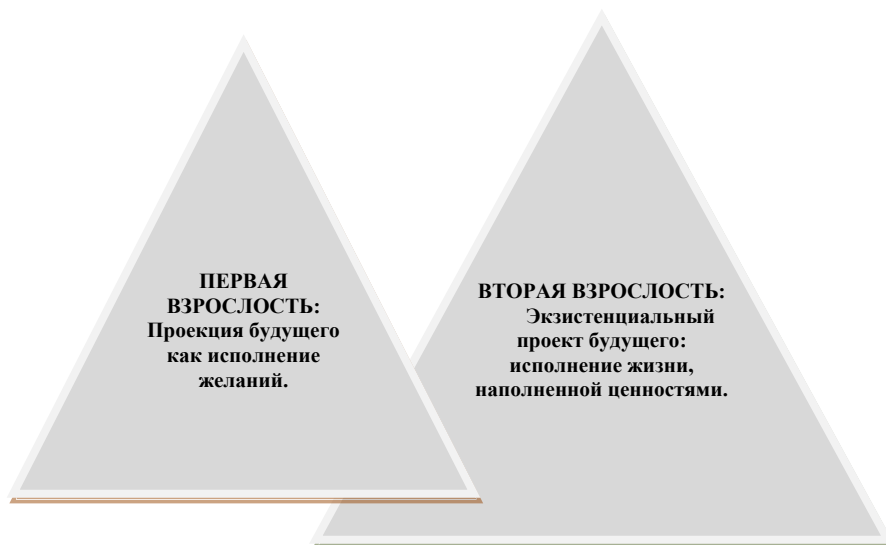 ПЕРВАЯ
ВЗРОСЛОСТЬ:
Проекция будущего
как исполнение
желаний.
ВТОРАЯ ВЗРОСЛОСТЬ:
Экзистенциальный
проект будущего:
исполнение жизни,
наполненной ценностями.